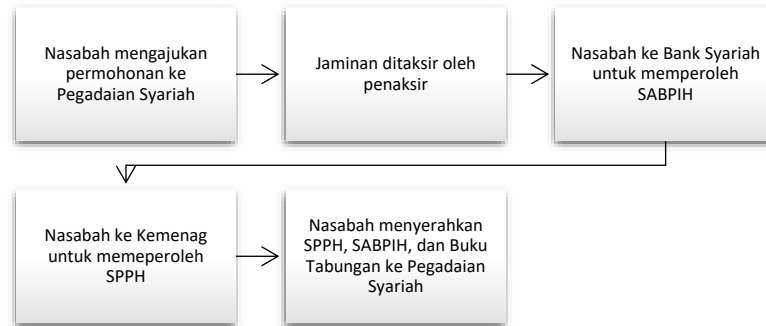 Nasabah mengajukan
permohonan ke
Pegadaian Syariah
Jaminan ditaksir oleh
penaksir
Nasabah ke Bank Syariah
untuk memperoleh
SABPIH
Nasabah ke Kemenag
untuk memeperoleh
SPPH
Nasabah menyerahkan
SPPH, SABPIH, dan Buku
Tabungan ke Pegadaian
Syariah